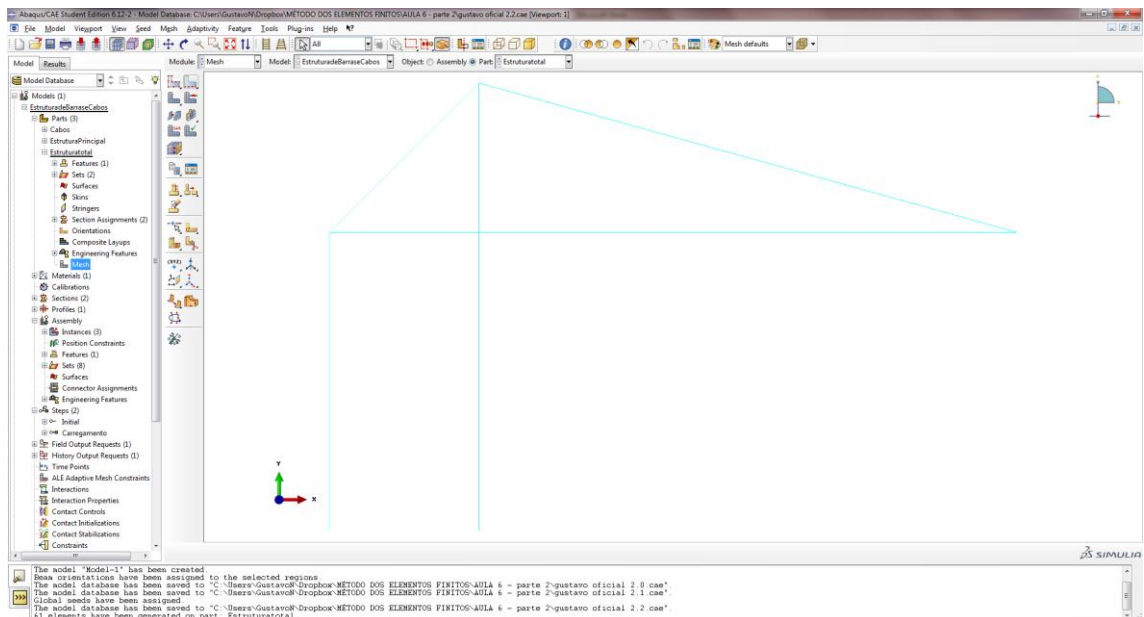 Abaqus/CAE Student Edition 6.12-2 - Model Database: C:\Users\GustavoN\Dropbox\MÉTODO DOS ELEMENTOS FINITOS\AULA 6 - parte 2\gustavo oficial 2.2.cae [Viewport: 1]
File Model Viewport View Seed Mesh Adaptivity Feature Tools Plug-ins Help
All
Mesh defaults
Model Results
Module: Mesh Model: EstruturadeBarraseCabos Object: Assembly Part: Estruturatotal
Model Database
Models (1)
EstruturadeBarraseCabos
Parts (3)
Cabos
EstruturaPrincipal
Estruturatotal
Features (1)
Sets (2)
Surfaces
Skins
Stringers
Section Assignments (2)
Orientations
Composite Layups
Engineering Features
Mesh
Materials (1)
Calibrations
Sections (2)
Profiles (1)
Assembly
Instances (3)
Position Constraints
Features (1)
Sets (8)
Surfaces
Connector Assignments
Engineering Features
Steps (2)
Initial
Carregamento
Field Output Requests (1)
History Output Requests (1)
Time Points
ALE Adaptive Mesh Constraints
Interactions
Interaction Properties
Contact Controls
Contact Initializations
Contact Stabilizations
Constraints
Y
X
SIMULIA
The model "Model-1" has been created.
Beam orientations have been assigned to the selected regions.
The model database has been saved to "C:\Users\GustavoN\Dropbox\MÉTODO DOS ELEMENTOS FINITOS\AULA 6 - parte 2\gustavo oficial 2.0.cae".
The model database has been saved to "C:\Users\GustavoN\Dropbox\MÉTODO DOS ELEMENTOS FINITOS\AULA 6 - parte 2\gustavo oficial 2.1.cae".
Global seeds have been assigned.
The model database has been saved to "C:\Users\GustavoN\Dropbox\MÉTODO DOS ELEMENTOS FINITOS\AULA 6 - parte 2\gustavo oficial 2.2.cae".
61 elements have been generated on part: Estruturatotal